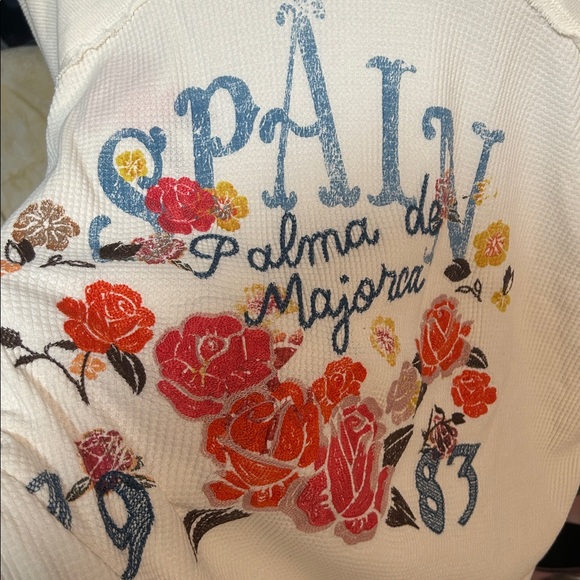 SPAIN
Palma de
Majorca
19 83